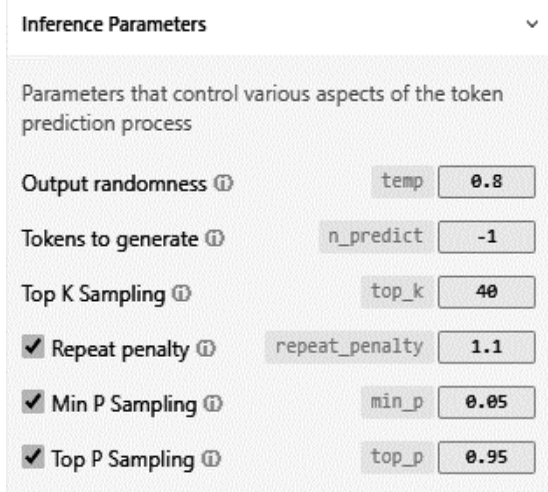 Inference Parameters
Parameters that control various aspects of the token
prediction process
Output randomness temp 0.8
Tokens to generate n_predict -1
Top K Sampling top_k 40
Repeat penalty repeat_penalty 1.1
Min P Sampling min_p 0.05
Top P Sampling top_p 0.95